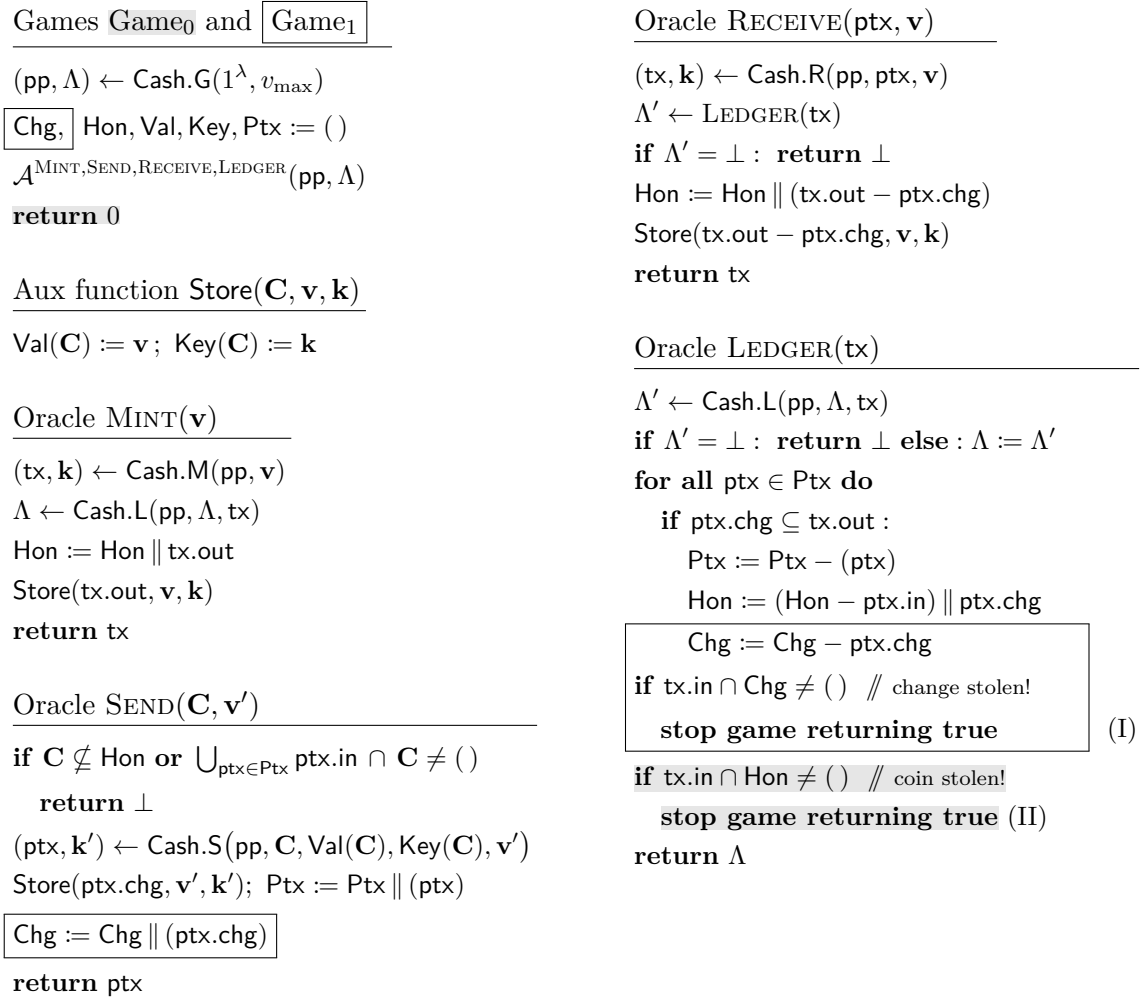 Games Game₀ and Game₁
(pp, Λ) ← Cash.G(1^λ, v_max)
Chg, Hon, Val, Key, Ptx := ( )
𝒜^{MINT,SEND,RECEIVE,LEDGER}(pp, Λ)
return 0
Aux function Store(C, v, k)
Val(C) := v ; Key(C) := k
Oracle MINT(v)
(tx, k) ← Cash.M(pp, v)
Λ ← Cash.L(pp, Λ, tx)
Hon := Hon ∥ tx.out
Store(tx.out, v, k)
return tx
Oracle SEND(C, v′)
if C ⊈ Hon or ⋃_{ptx∈Ptx} ptx.in ∩ C ≠ ( )
return ⊥
(ptx, k′) ← Cash.S(pp, C, Val(C), Key(C), v′)
Store(ptx.chg, v′, k′); Ptx := Ptx ∥ (ptx)
Chg := Chg ∥ (ptx.chg)
return ptx
Oracle RECEIVE(ptx, v)
(tx, k) ← Cash.R(pp, ptx, v)
Λ′ ← LEDGER(tx)
if Λ′ = ⊥ : return ⊥
Hon := Hon ∥ (tx.out − ptx.chg)
Store(tx.out − ptx.chg, v, k)
return tx
Oracle LEDGER(tx)
Λ′ ← Cash.L(pp, Λ, tx)
if Λ′ = ⊥ : return ⊥ else : Λ := Λ′
for all ptx ∈ Ptx do
if ptx.chg ⊆ tx.out :
Ptx := Ptx − (ptx)
Hon := (Hon − ptx.in) ∥ ptx.chg
Chg := Chg − ptx.chg
if tx.in ∩ Chg ≠ ( ) // change stolen!
stop game returning true (I)
if tx.in ∩ Hon ≠ ( ) // coin stolen!
stop game returning true (II)
return Λ